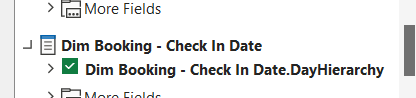 More Fields
Dim Booking - Check In Date
Dim Booking - Check In Date.DayHierarchy
More Fields